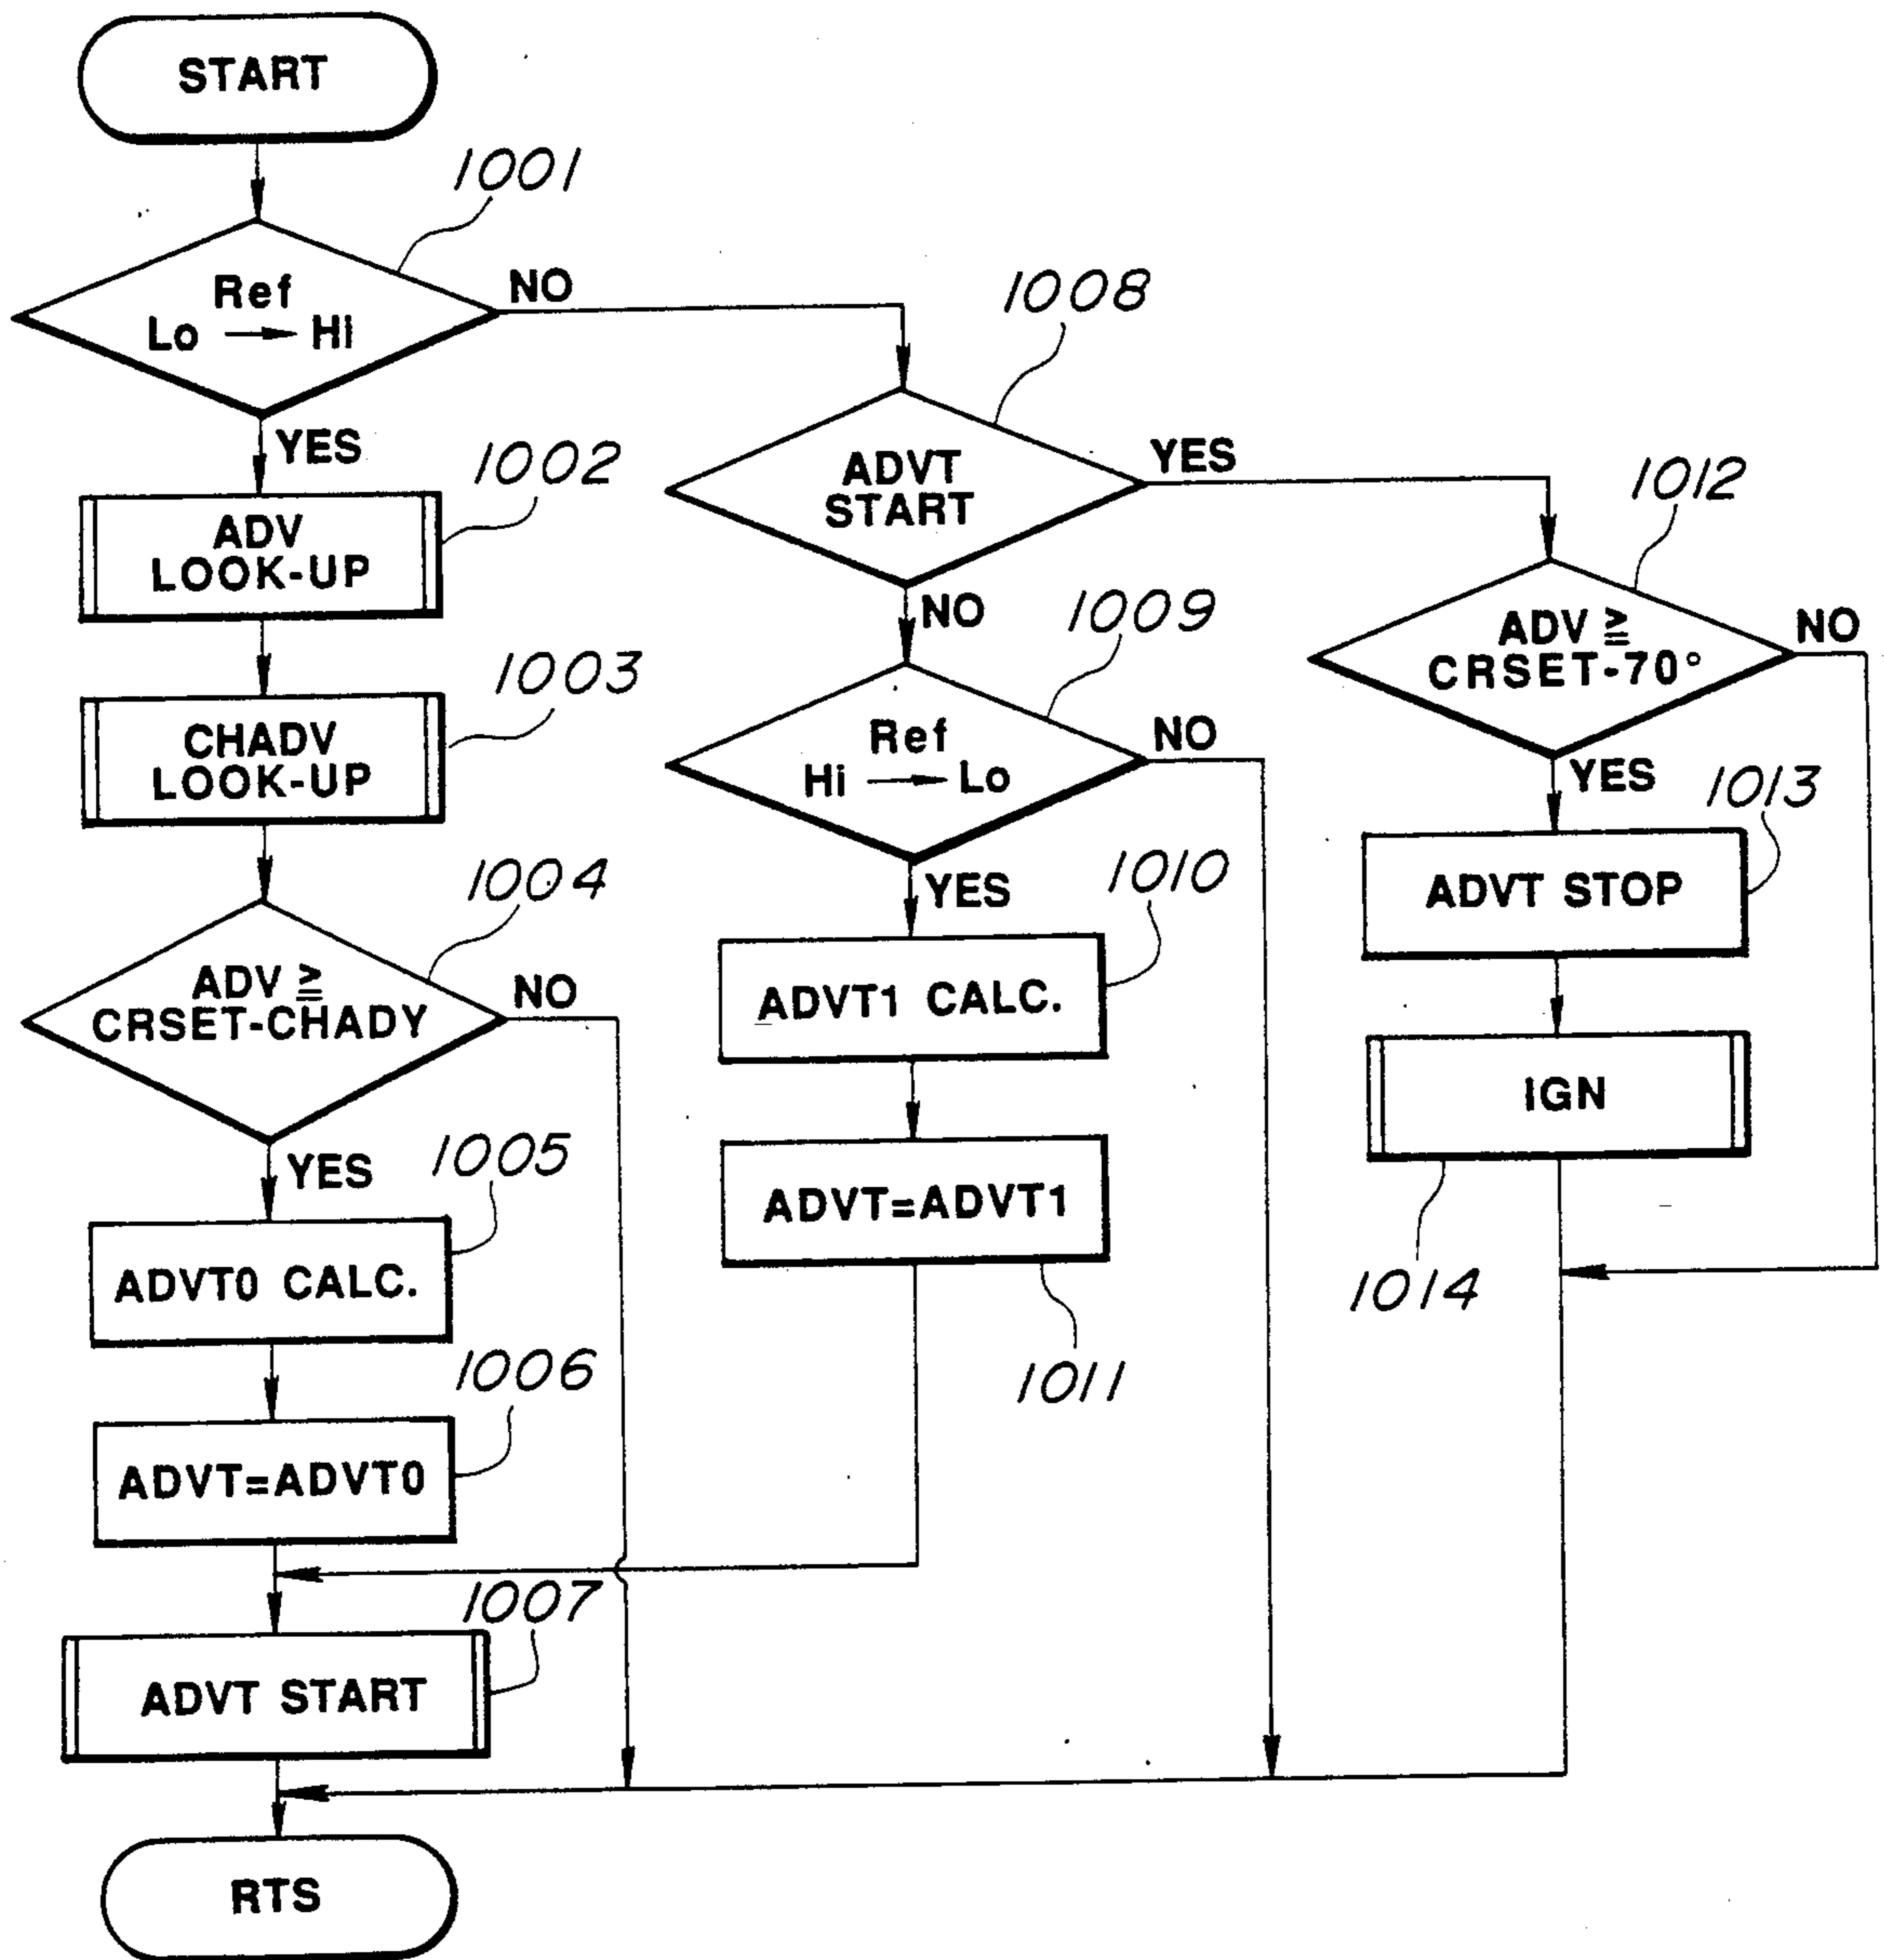 START
1001
Ref
Lo → Hi
NO
YES
1002
ADV
LOOK-UP
1003
CHADV
LOOK-UP
1004
ADV ≧
CRSET-CHADY
NO
YES
1005
ADVT0 CALC.
1006
ADVT=ADVT0
1007
ADVT START
RTS
1008
ADVT
START
YES
NO
1009
Ref
Hi → Lo
NO
YES
1010
ADVT1 CALC.
ADVT=ADVT1
1011
1012
ADV ≧
CRSET-70°
NO
YES
1013
ADVT STOP
IGN
1014